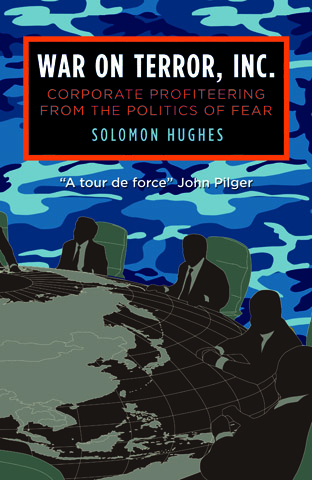 WAR ON TERROR, INC.
CORPORATE PROFITEERING
FROM THE POLITICS OF FEAR
SOLOMON HUGHES
“A tour de force” John Pilger